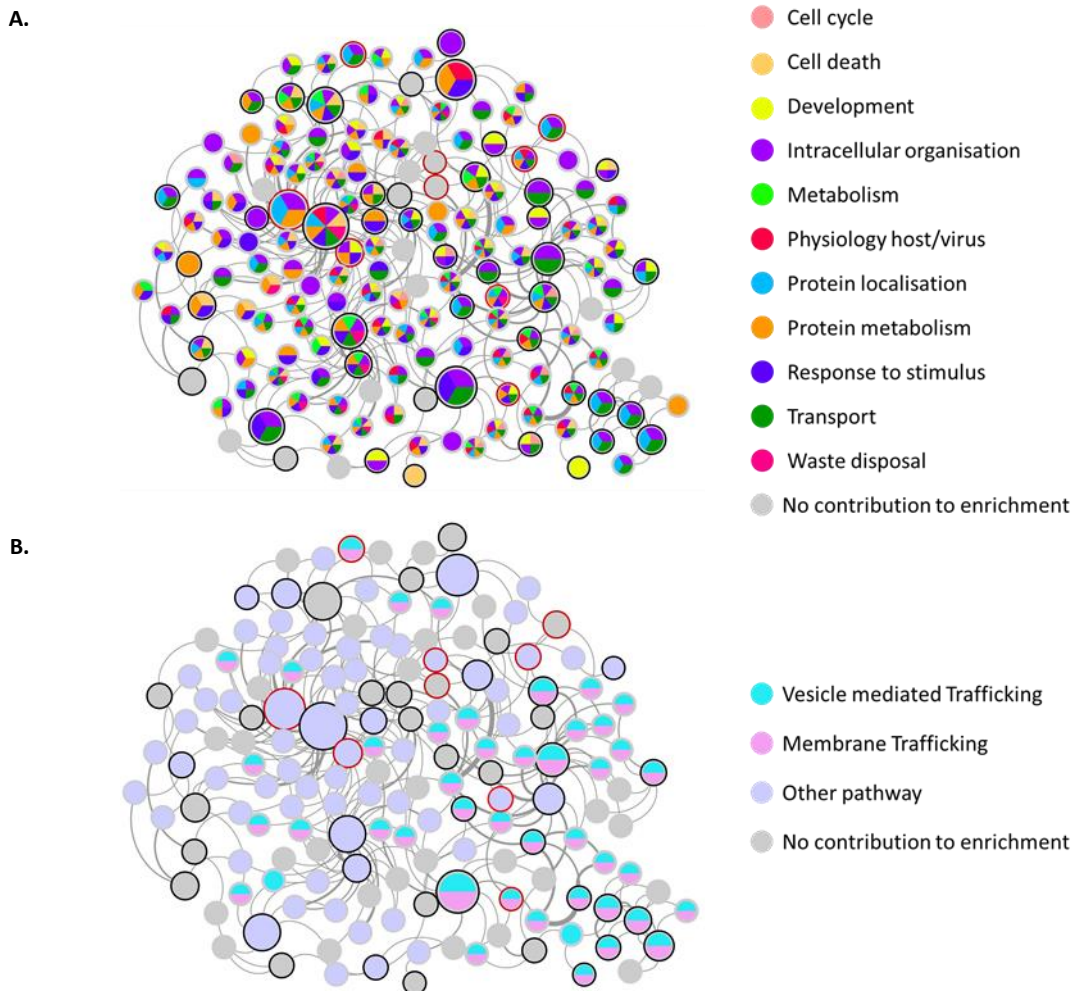 A.
Cell cycle
Cell death
Development
Intracellular organisation
Metabolism
Physiology host/virus
Protein localisation
Protein metabolism
Response to stimulus
Transport
Waste disposal
No contribution to enrichment
B.
Vesicle mediated Trafficking
Membrane Trafficking
Other pathway
No contribution to enrichment